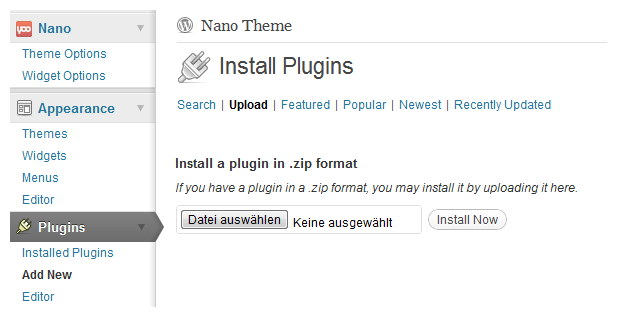 yoo Nano
Theme Options
Widget Options
Appearance
Themes
Widgets
Menus
Editor
Plugins
Installed Plugins
Add New
Editor
Nano Theme
Install Plugins
Search | Upload | Featured | Popular | Newest | Recently Updated
Install a plugin in .zip format
If you have a plugin in a .zip format, you may install it by uploading it here.
Datei auswählen Keine ausgewählt Install Now